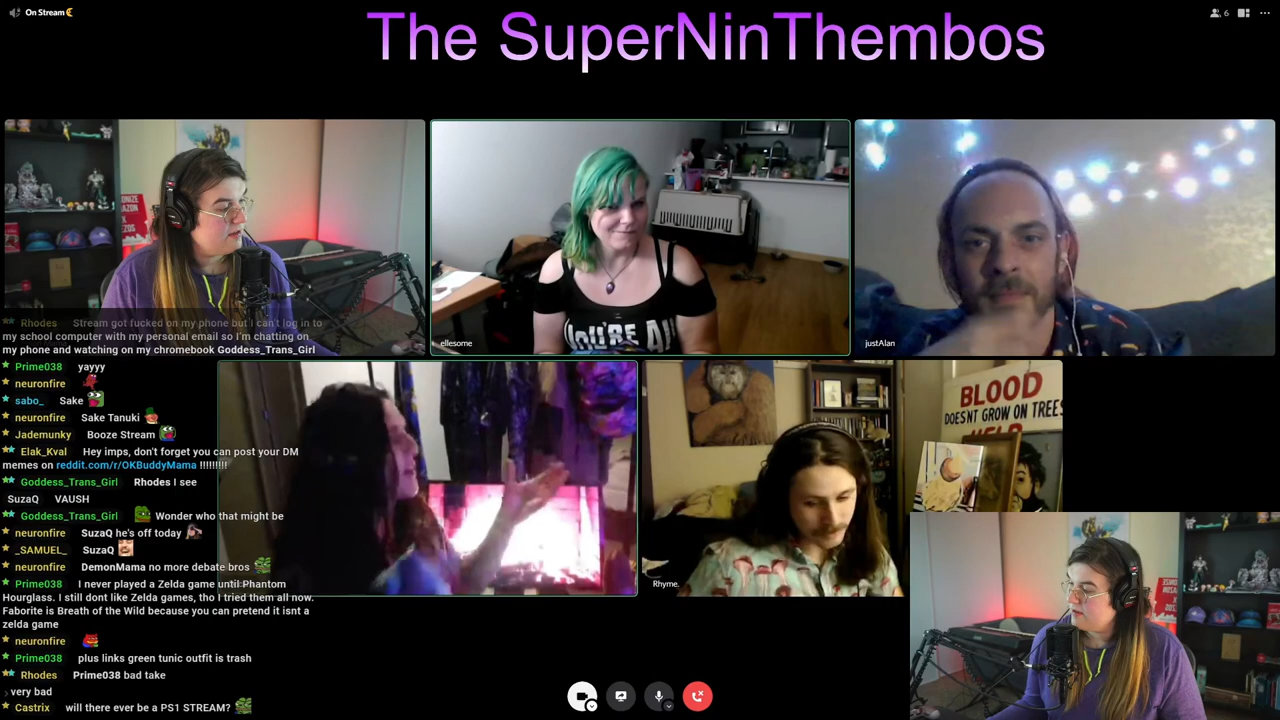 On Stream
6
The SuperNinThembos
ellesome
YOU'RE
justAlan
Rhodes Stream got fucked on my phone but I can't log in to
my school computer with my personal email so I'm chatting on
my phone and watching on my chromebook Goddess_Trans_Girl
Prime038 yayyy
neuronfire
sabo_ Sake
neuronfire Sake Tanuki
Jademunky Booze Stream
Elak_Kval Hey imps, don't forget you can post your DM
memes on reddit.com/r/OKBuddyMama !!!!!!!!!
Goddess_Trans_Girl Rhodes I see
SuzaQ VAUSH
Goddess_Trans_Girl Wonder who that might be
neuronfire SuzaQ he's off today
_SAMUEL_ SuzaQ
neuronfire DemonMama no more debate bros
Prime038 I never played a Zelda game until Phantom
Hourglass. I still dont like Zelda games, tho I tried them all now.
Faborite is Breath of the Wild because you can pretend it isnt a
zelda game
neuronfire
Prime038 plus links green tunic outfit is trash
Rhodes Prime038 bad take
very bad
Castrix will there ever be a PS1 STREAM?
Rhyme.
BLOOD
DOESN'T GROW ON TREES
HELP